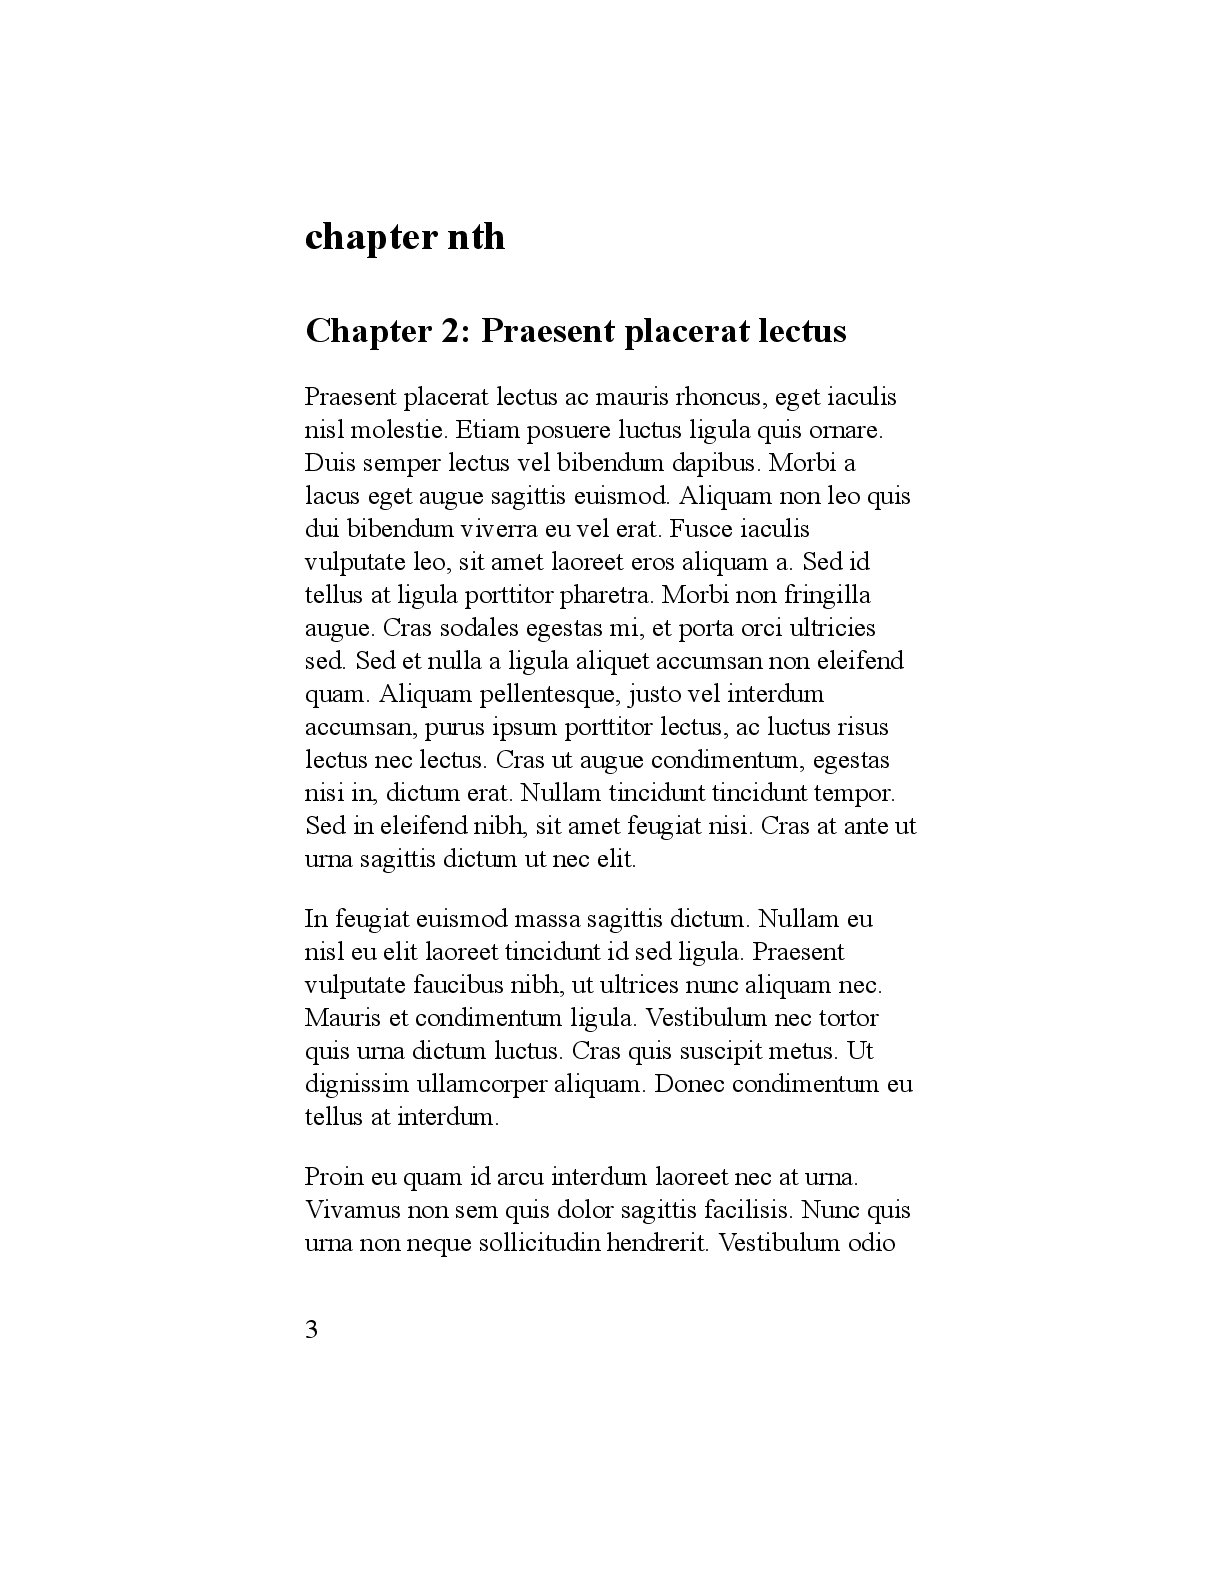 chapter nth
Chapter 2: Praesent placerat lectus
Praesent placerat lectus ac mauris rhoncus, eget iaculis
nisl molestie. Etiam posuere luctus ligula quis ornare.
Duis semper lectus vel bibendum dapibus. Morbi a
lacus eget augue sagittis euismod. Aliquam non leo quis
dui bibendum viverra eu vel erat. Fusce iaculis
vulputate leo, sit amet laoreet eros aliquam a. Sed id
tellus at ligula porttitor pharetra. Morbi non fringilla
augue. Cras sodales egestas mi, et porta orci ultricies
sed. Sed et nulla a ligula aliquet accumsan non eleifend
quam. Aliquam pellentesque, justo vel interdum
accumsan, purus ipsum porttitor lectus, ac luctus risus
lectus nec lectus. Cras ut augue condimentum, egestas
nisi in, dictum erat. Nullam tincidunt tincidunt tempor.
Sed in eleifend nibh, sit amet feugiat nisi. Cras at ante ut
urna sagittis dictum ut nec elit.
In feugiat euismod massa sagittis dictum. Nullam eu
nisl eu elit laoreet tincidunt id sed ligula. Praesent
vulputate faucibus nibh, ut ultrices nunc aliquam nec.
Mauris et condimentum ligula. Vestibulum nec tortor
quis urna dictum luctus. Cras quis suscipit metus. Ut
dignissim ullamcorper aliquam. Donec condimentum eu
tellus at interdum.
Proin eu quam id arcu interdum laoreet nec at urna.
Vivamus non sem quis dolor sagittis facilisis. Nunc quis
urna non neque sollicitudin hendrerit. Vestibulum odio
3